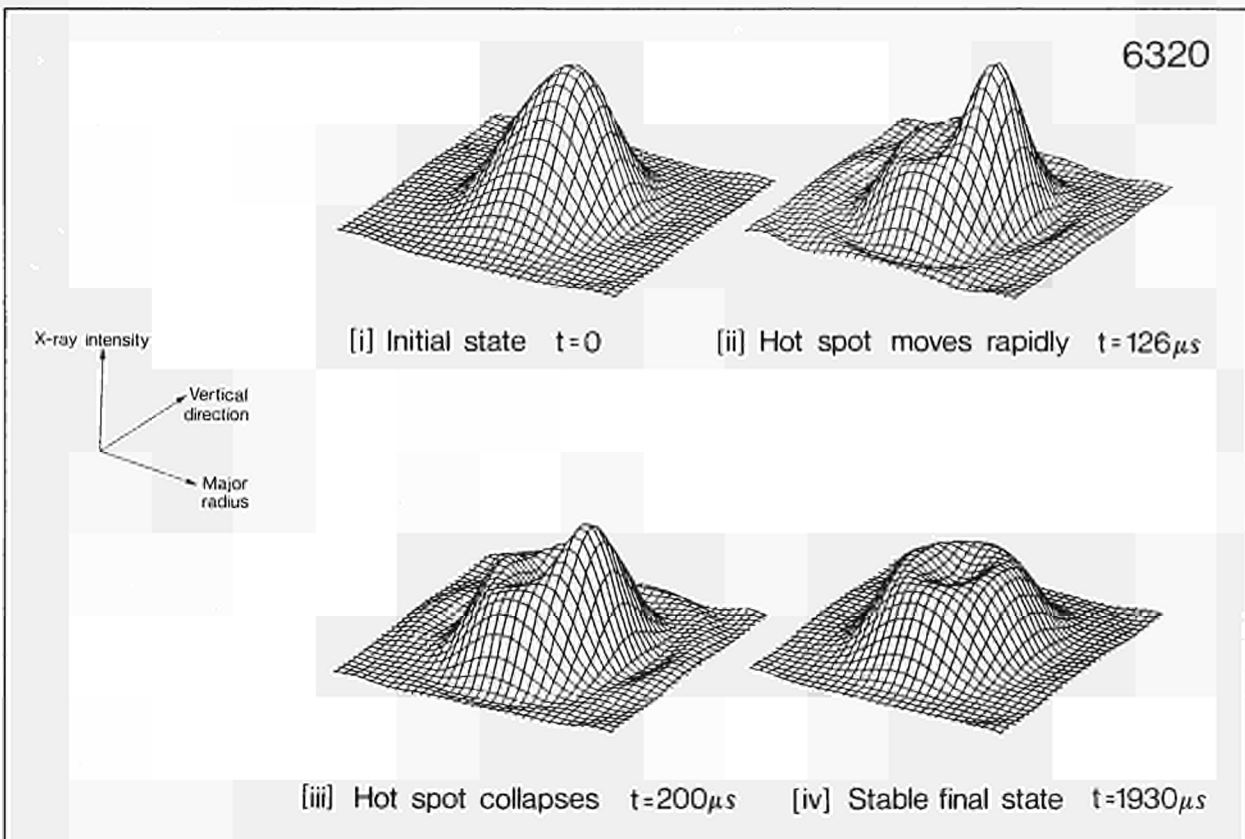 6320
[i] Initial state t=0
[ii] Hot spot moves rapidly t=126μs
X-ray intensity
Vertical
direction
Major
radius
[iii] Hot spot collapses t=200μs
[iv] Stable final state t=1930μs